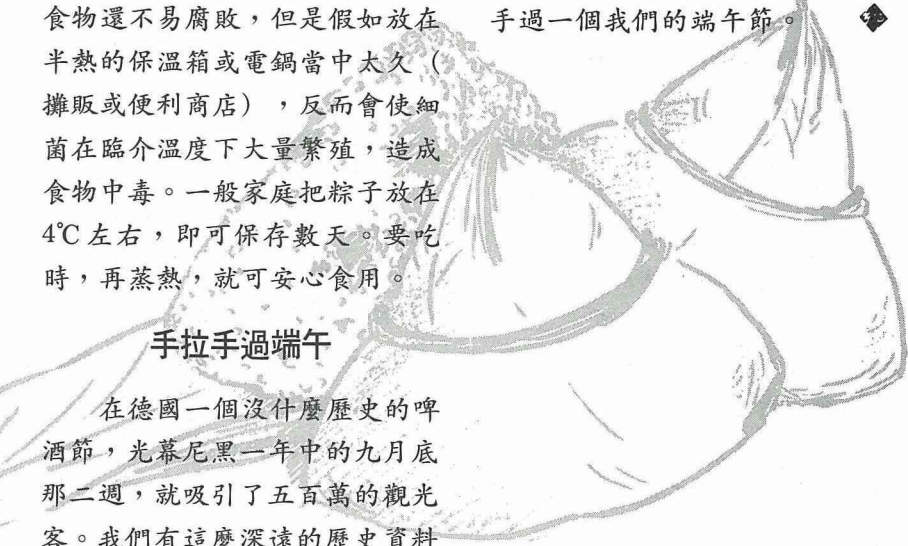 食物還不易腐敗，但是假如放在
半熱的保溫箱或電鍋當中太久（
攤販或便利商店），反而會使細
菌在臨介溫度下大量繁殖，造成
食物中毒。一般家庭把粽子放在
4℃左右，即可保存數天。要吃
時，再蒸熱，就可安心食用。
手拉手過端午
在德國一個沒什麼歷史的啤
酒節，光幕尼黑一年中的九月底
那二週，就吸引了五百萬的觀光
客。我們有這麼深遠的歷史資料
手過一個我們的端午節。